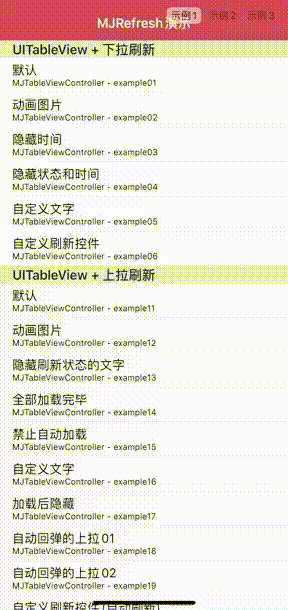 示例1 示例2 示例3
MJRefresh演示
UITableView + 下拉刷新
默认
MJTableViewController - example01
动画图片
MJTableViewController - example02
隐藏时间
MJTableViewController - example03
隐藏状态和时间
MJTableViewController - example04
自定义文字
MJTableViewController - example05
自定义刷新控件
MJTableViewController - example06
UITableView + 上拉刷新
默认
MJTableViewController - example11
动画图片
MJTableViewController - example12
隐藏刷新状态的文字
MJTableViewController - example13
全部加载完毕
MJTableViewController - example14
禁止自动加载
MJTableViewController - example15
自定义文字
MJTableViewController - example16
加载后隐藏
MJTableViewController - example17
自动回弹的上拉01
MJTableViewController - example18
自动回弹的上拉02
MJTableViewController - example19
自定义刷新控件(自动刷新)